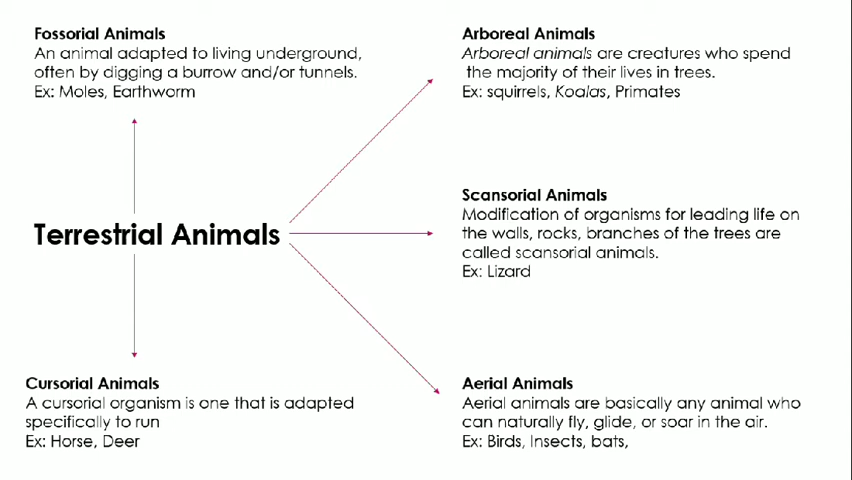 Fossorial Animals
An animal adapted to living underground,
often by digging a burrow and/or tunnels.
Ex: Moles, Earthworm
Arboreal Animals
Arboreal animals are creatures who spend
the majority of their lives in trees.
Ex: squirrels, Koalas, Primates
Terrestrial Animals
Scansorial Animals
Modification of organisms for leading life on
the walls, rocks, branches of the trees are
called scansorial animals.
Ex: Lizard
Cursorial Animals
A cursorial organism is one that is adapted
specifically to run
Ex: Horse, Deer
Aerial Animals
Aerial animals are basically any animal who
can naturally fly, glide, or soar in the air.
Ex: Birds, Insects, bats,